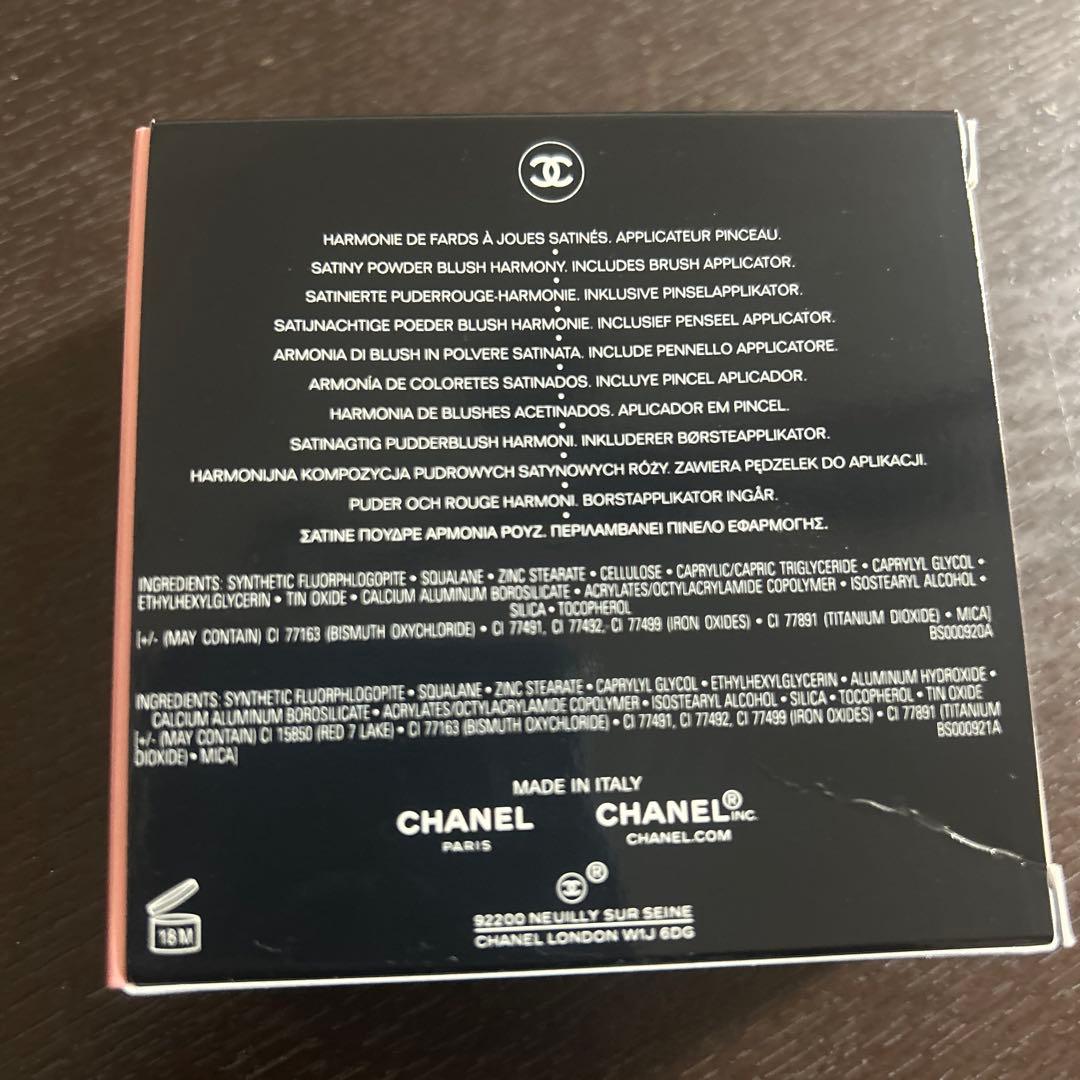 HARMONIE DE FARDS À JOUES SATINÉS. APPLICATEUR PINCEAU.
SATINY POWDER BLUSH HARMONY. INCLUDES BRUSH APPLICATOR.
SATINIERTE PUDERROUGE-HARMONIE. INKLUSIVE PINSELAPPLIKATOR.
SATIJNACHTIGE POEDER BLUSH HARMONIE. INCLUSIEF PENSEEL APPLICATOR.
ARMONIA DI BLUSH IN POLVERE SATINATA. INCLUDE PENNELLO APPLICATORE.
ARMONÍA DE COLORETES SATINADOS. INCLUYE PINCEL APLICADOR.
HARMONIA DE BLUSHES ACETINADOS. APLICADOR EM PINCEL.
SATINAGTIG PUDDERBLUSH HARMONI. INKLUDERER BØRSTEAPPLIKATOR.
HARMONIJNA KOMPOZYCJA PUDROWYCH SATYNOWYCH RÓŻY. ZAWIERA PĘDZELEK DO APLIKACJI.
PUDER OCH ROUGE HARMONI. BORSTAPPLIKATOR INGÅR.
ΣΑΤΙΝΕ ΠΟΥΔΡΕ ΑΡΜΟΝΙΑ ΡΟΥΖ. ΠΕΡΙΛΑΜΒΑΝΕΙ ΠΙΝΕΛΟ ΕΦΑΡΜΟΓΗΣ.
INGREDIENTS: SYNTHETIC FLUORPHLOGOPITE • SQUALANE • ZINC STEARATE • CELLULOSE • CAPRYLIC/CAPRIC TRIGLYCERIDE • CAPRYLYL GLYCOL •
ETHYLHEXYLGLYCERIN • TIN OXIDE • CALCIUM ALUMINUM BOROSILICATE • ACRYLATES/OCTYLACRYLAMIDE COPOLYMER • ISOSTEARYL ALCOHOL •
SILICA • TOCOPHEROL
[+/- (MAY CONTAIN) CI 77163 (BISMUTH OXYCHLORIDE) • CI 77491, CI 77492, CI 77499 (IRON OXIDES) • CI 77891 (TITANIUM DIOXIDE) • MICA]
BS000920A
INGREDIENTS: SYNTHETIC FLUORPHLOGOPITE • SQUALANE • ZINC STEARATE • CAPRYLYL GLYCOL • ETHYLHEXYLGLYCERIN • ALUMINUM HYDROXIDE •
CALCIUM ALUMINUM BOROSILICATE • ACRYLATES/OCTYLACRYLAMIDE COPOLYMER • ISOSTEARYL ALCOHOL • SILICA • TOCOPHEROL • TIN OXIDE
[+/- (MAY CONTAIN) CI 15850 (RED 7 LAKE) • CI 77163 (BISMUTH OXYCHLORIDE) • CI 77491, CI 77492, CI 77499 (IRON OXIDES) • CI 77891 (TITANIUM
DIOXIDE) • MICA]
BS000921A
MADE IN ITALY
CHANEL
PARIS
CHANEL® INC.
CHANEL.COM
®
92200 NEUILLY SUR SEINE
CHANEL LONDON W1J 6DG
18 M